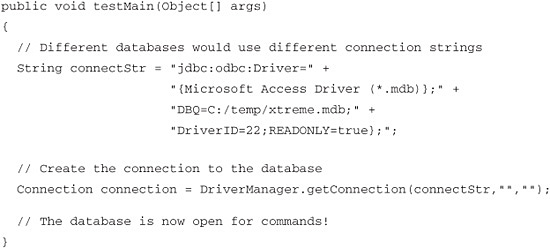 public void testMain(Object[] args)
{
// Different databases would use different connection strings
String connectStr = "jdbc:odbc:Driver=" +
"{Microsoft Access Driver (*.mdb)};" +
"DBQ=C:/temp/xtreme.mdb;" +
"DriverID=22;READONLY=true};";
// Create the connection to the database
Connection connection = DriverManager.getConnection(connectStr,"","");
// The database is now open for commands!
}